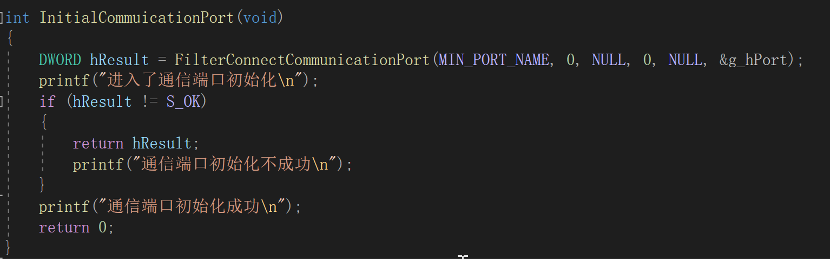 int InitialCommuicationPort(void)
{
DWORD hResult = FilterConnectCommunicationPort(MIN_PORT_NAME, 0, NULL, 0, NULL, &g_hPort);
printf("进入了通信端口初始化\n");
if (hResult != S_OK)
{
return hResult;
printf("通信端口初始化不成功\n");
}
printf("通信端口初始化成功\n");
return 0;
}